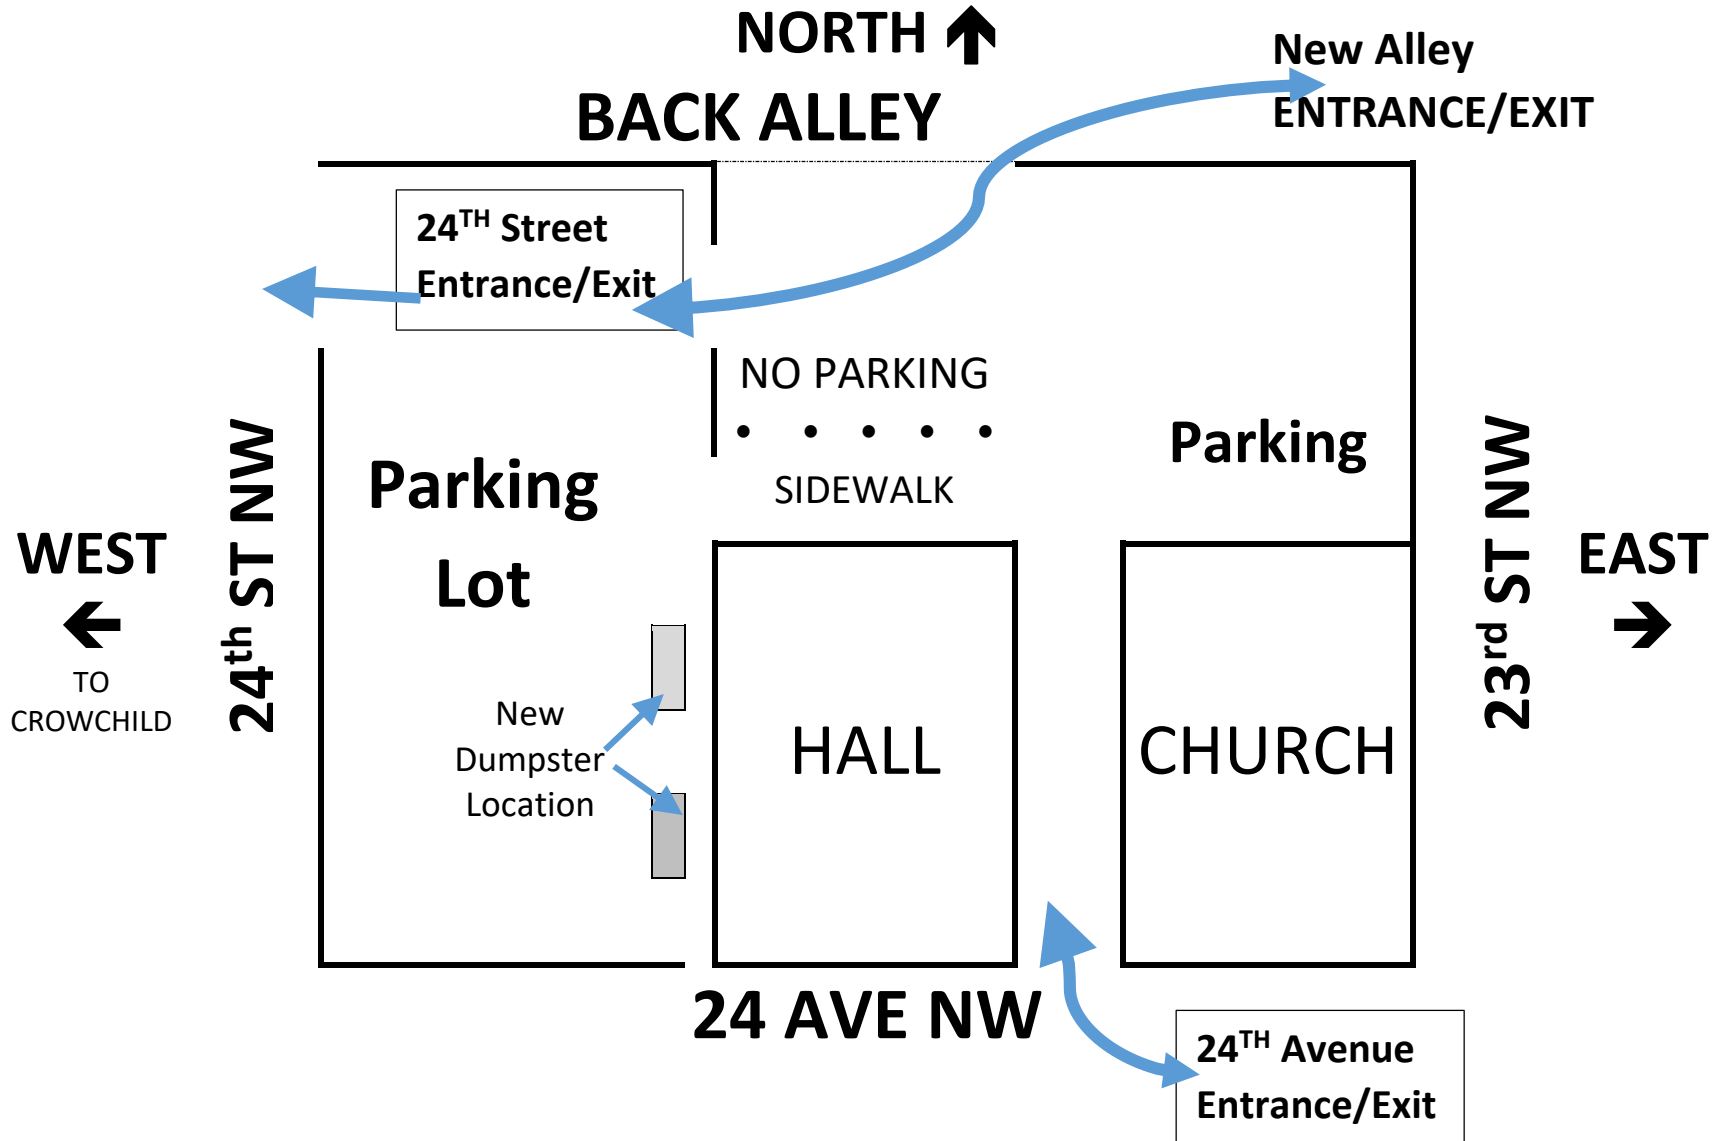 NORTH
BACK ALLEY
New Alley
ENTRANCE/EXIT
24TH Street
Entrance/Exit
NO PARKING
SIDEWALK
Parking
Parking
Lot
24th ST NW
23rd ST NW
WEST
TO
CROWCHILD
EAST
New
Dumpster
Location
HALL
CHURCH
24 AVE NW
24TH Avenue
Entrance/Exit